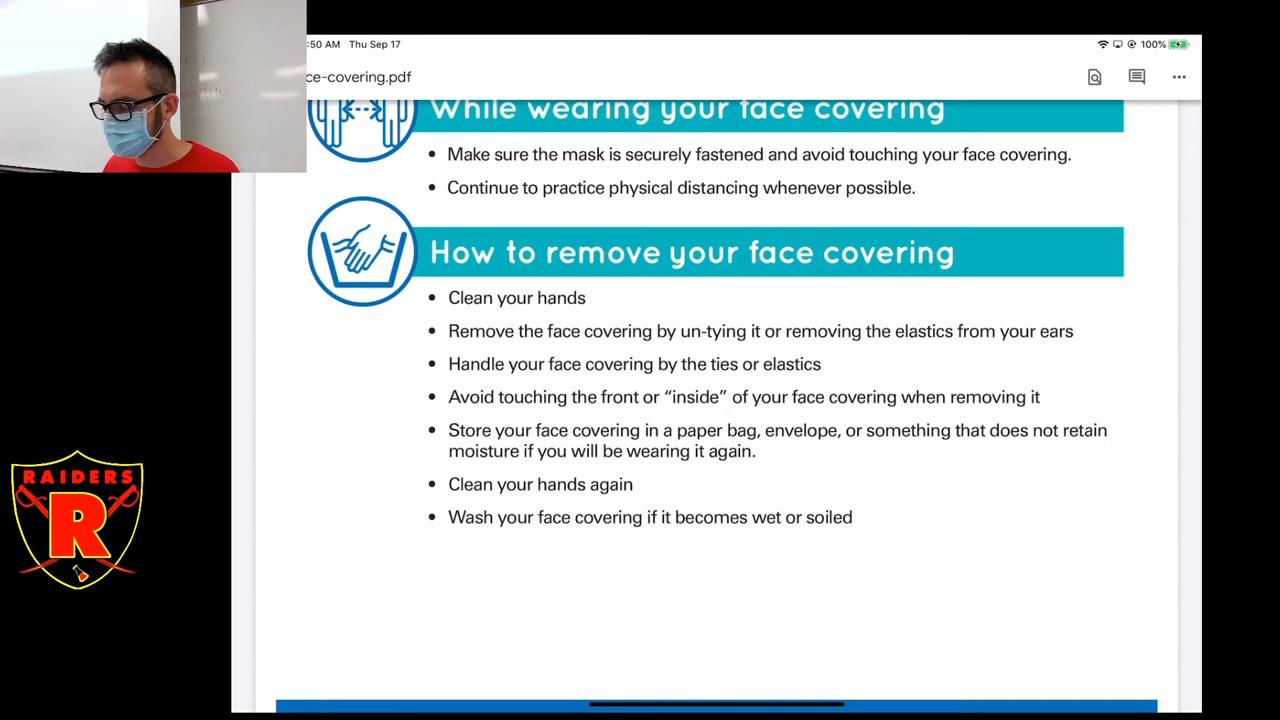 :50 AM Thu Sep 17
100%
ce-covering.pdf
While wearing your face covering
• Make sure the mask is securely fastened and avoid touching your face covering.
• Continue to practice physical distancing whenever possible.
How to remove your face covering
• Clean your hands
• Remove the face covering by un-tying it or removing the elastics from your ears
• Handle your face covering by the ties or elastics
• Avoid touching the front or “inside” of your face covering when removing it
• Store your face covering in a paper bag, envelope, or something that does not retain
moisture if you will be wearing it again.
• Clean your hands again
• Wash your face covering if it becomes wet or soiled
RAIDERS
R